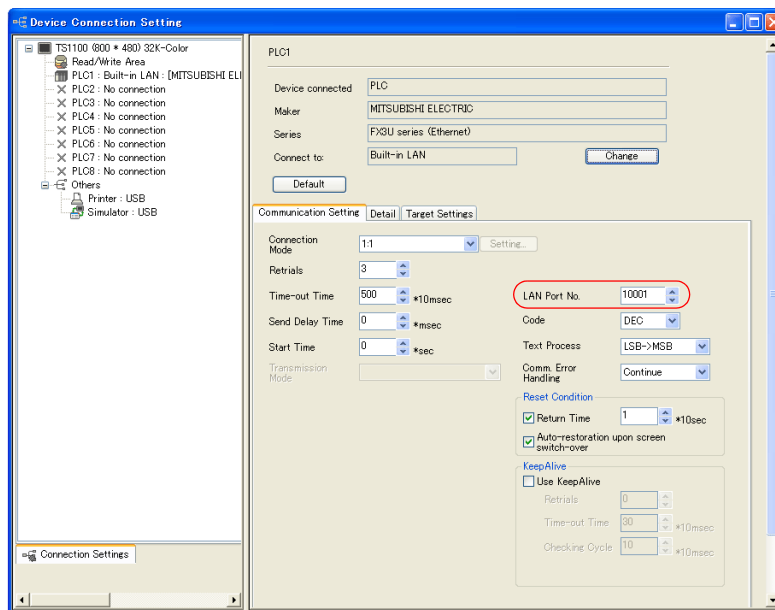 Device Connection Setting
TS1100 (800 * 480) 32K-Color
Read/Write Area
PLC1 : Built-in LAN : [MITSUBISHI EL
PLC2 : No connection
PLC3 : No connection
PLC4 : No connection
PLC5 : No connection
PLC6 : No connection
PLC7 : No connection
PLC8 : No connection
Others
Printer : USB
Simulator : USB
Connection Settings
PLC1
Device connected PLC
Maker MITSUBISHI ELECTRIC
Series FX3U series (Ethernet)
Connect to: Built-in LAN Change
Default
Communication Setting Detail Target Settings
Connection Mode 1:1 Setting...
Retrials 3
Time-out Time 500 *10msec
Send Delay Time 0 *msec
Start Time 0 *sec
Transmission Mode
LAN Port No. 10001
Code DEC
Text Process LSB->MSB
Comm. Error Handling Continue
Reset Condition
Return Time 1 *10sec
Auto-restoration upon screen
switch-over
KeepAlive
Use KeepAlive
Retrials 0
Time-out Time 30 *10msec
Checking Cycle 10 *10msec